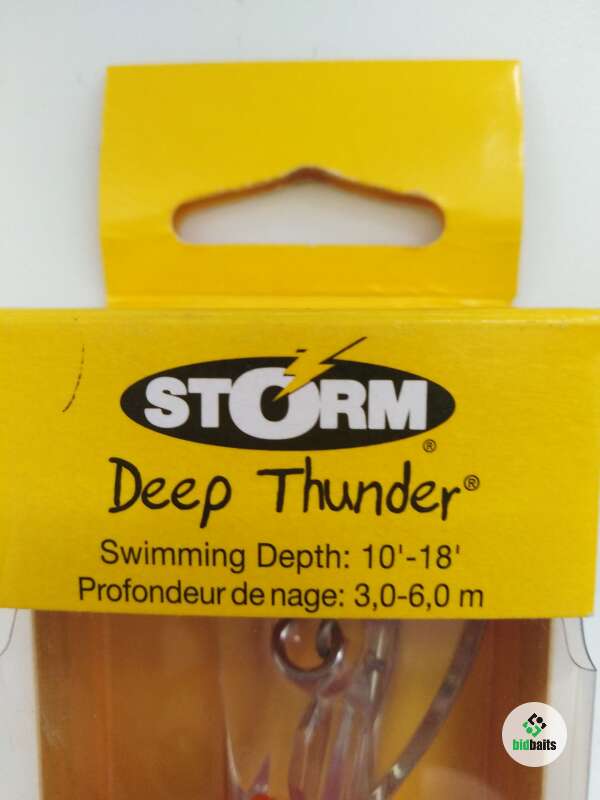 STORM®
Deep Thunder®
Swimming Depth: 10'-18'
Profondeur de nage: 3,0-6,0 m
bidbaits